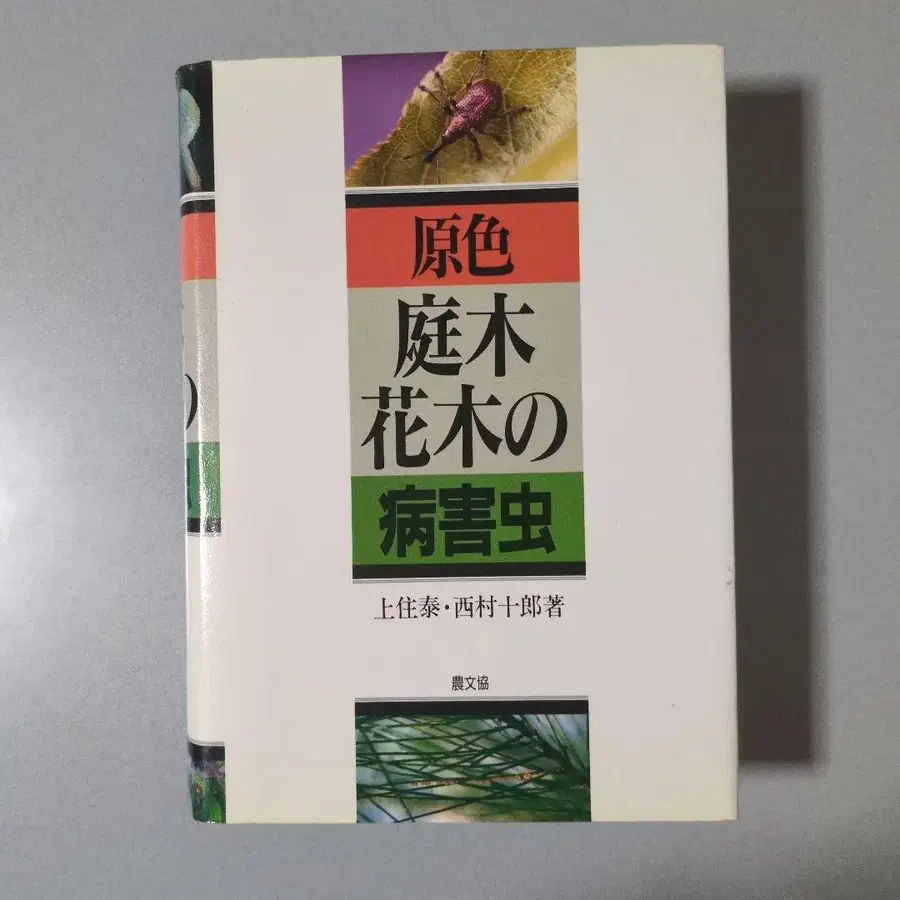 原色
庭木
花木の
病害虫
上住泰・西村十郎著
農文協
の